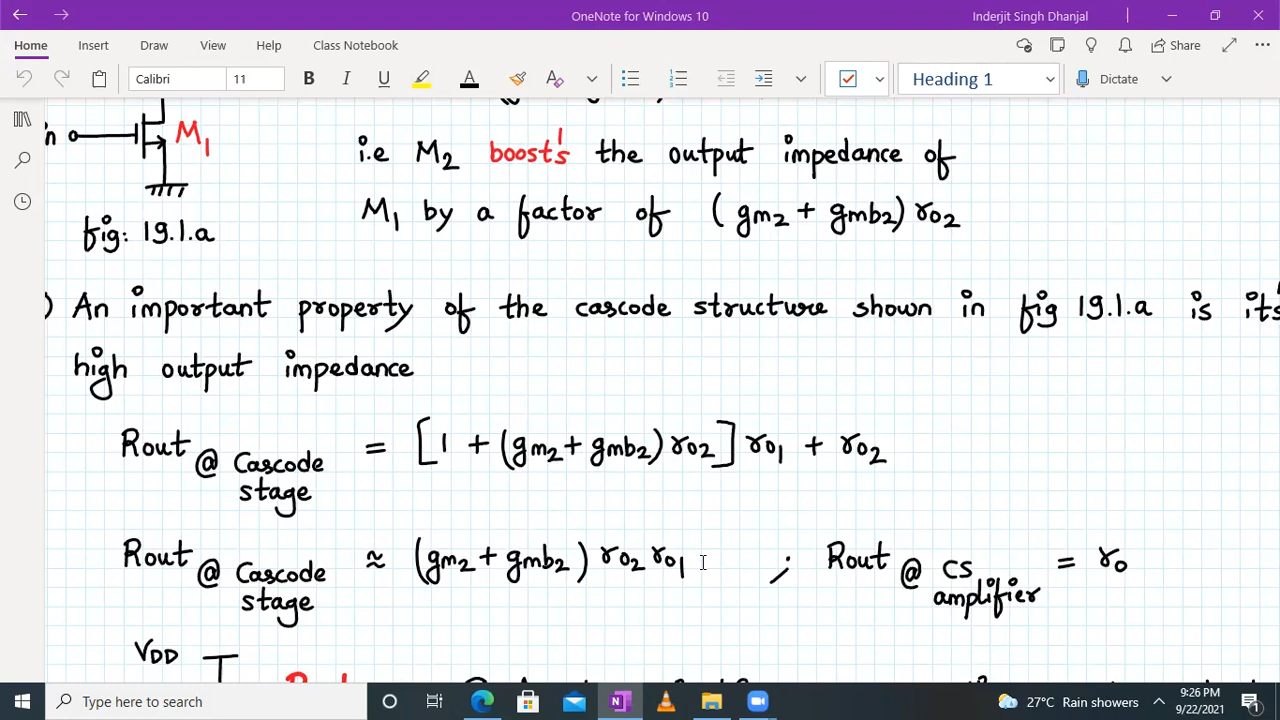 OneNote for Windows 10
Inderjit Singh Dhanjal
Home Insert Draw View Help Class Notebook
Share
Calibri 11 B I U A Heading 1 Dictate
n M1
fig: 19.1.a
i.e M2 boost's the output impedance of
M1 by a factor of (gm2 + gmb2) ro2
) An important property of the cascode structure shown in fig 19.1.a is it's
high output impedance
Rout @ Cascode stage = [1 + (gm2 + gmb2) ro2] ro1 + ro2
Rout @ Cascode stage ≈ (gm2 + gmb2) ro2 ro1 ; Rout @ CS amplifier = ro
VDD
Type here to search
27°C Rain showers
9:26 PM
9/22/2021
1